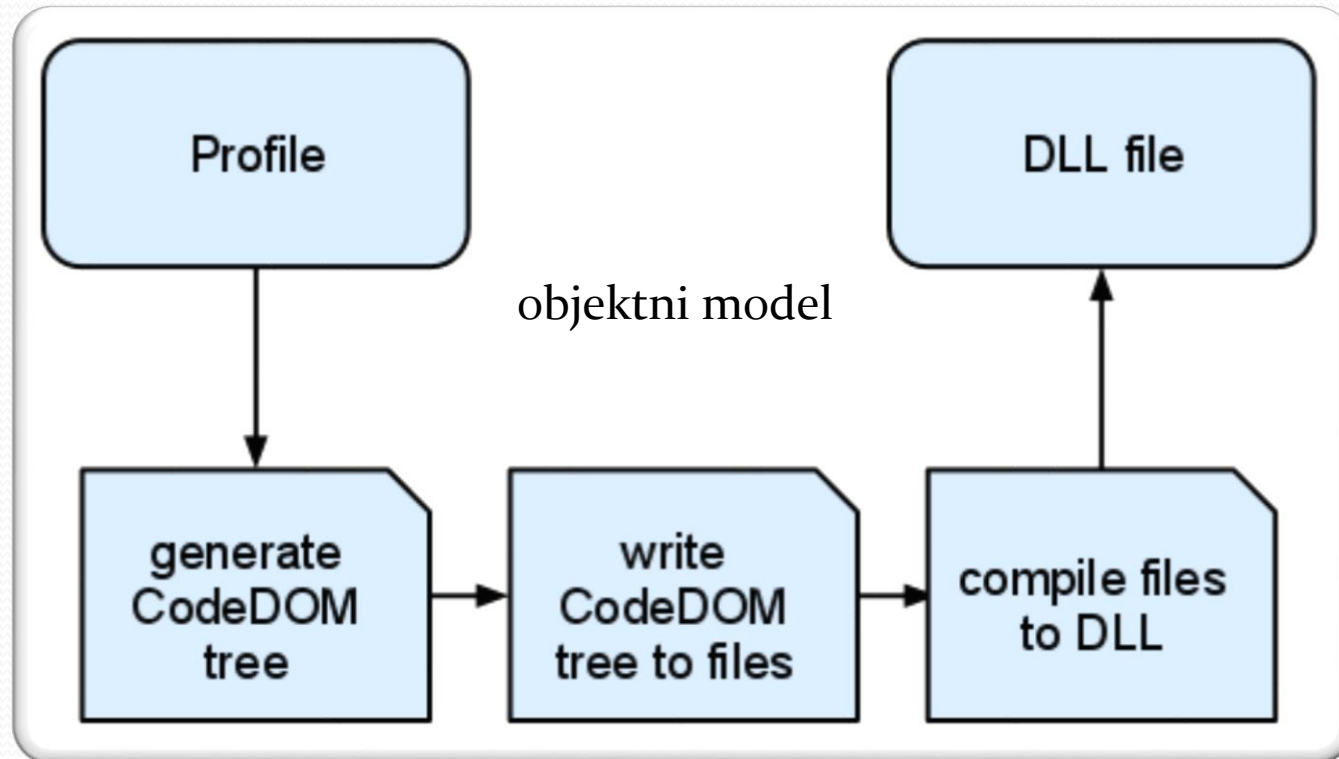 Profile
DLL file
objektni model
generate
CodeDOM
tree
write
CodeDOM
tree to files
compile files
to DLL